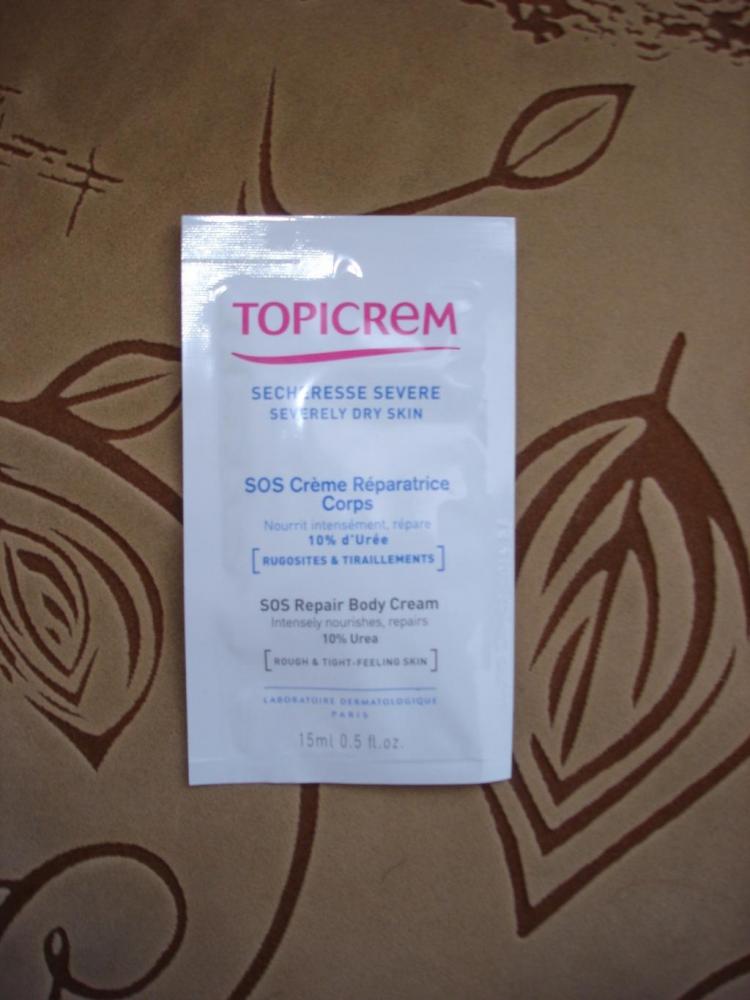 TOPICREM
SECHERESSE SEVERE
SEVERELY DRY SKIN
SOS Crème Réparatrice
Corps
Nourrit intensément, répare
10% d'Urée
[RUGOSITES & TIRAILLEMENTS]
SOS Repair Body Cream
Intensely nourishes, repairs
10% Urea
[ROUGH & TIGHT-FEELING SKIN]
LABORATOIRE DERMATOLOGIQUE
PARIS
15ml 0.5 fl.oz.